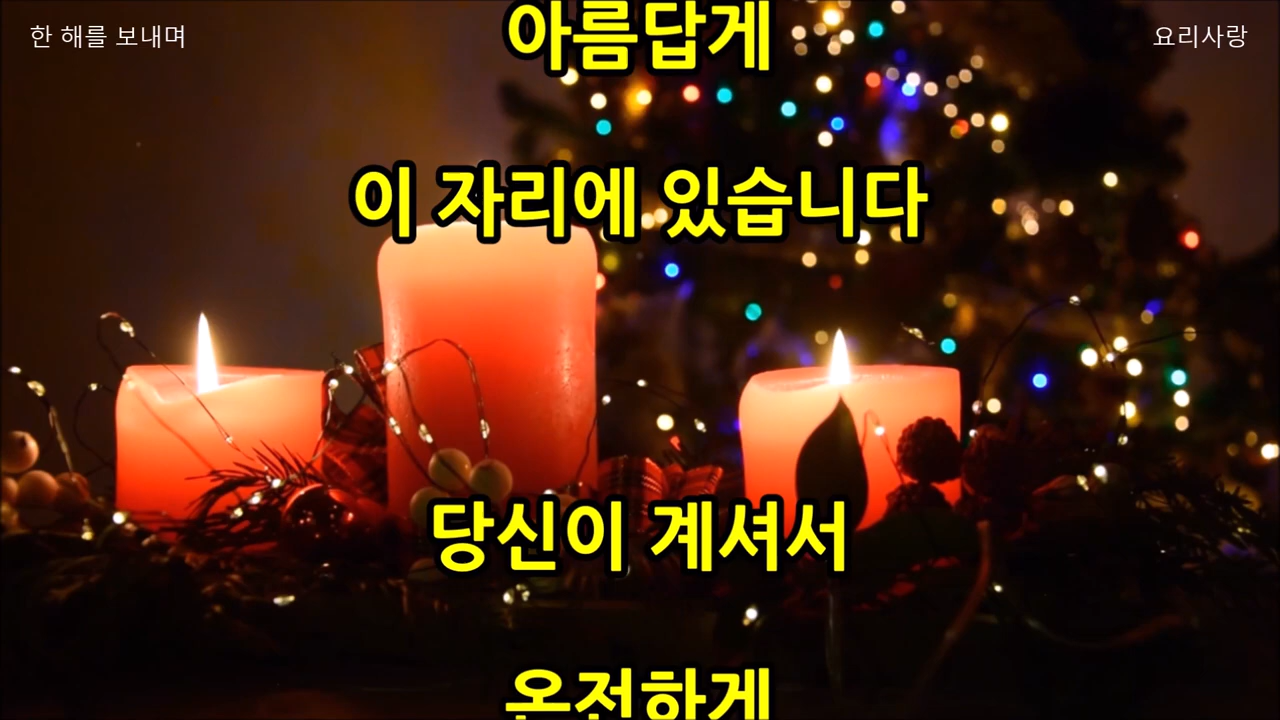 한 해를 보내며
요리사랑
아름답게
이 자리에 있습니다
당신이 계셔서
온전하게